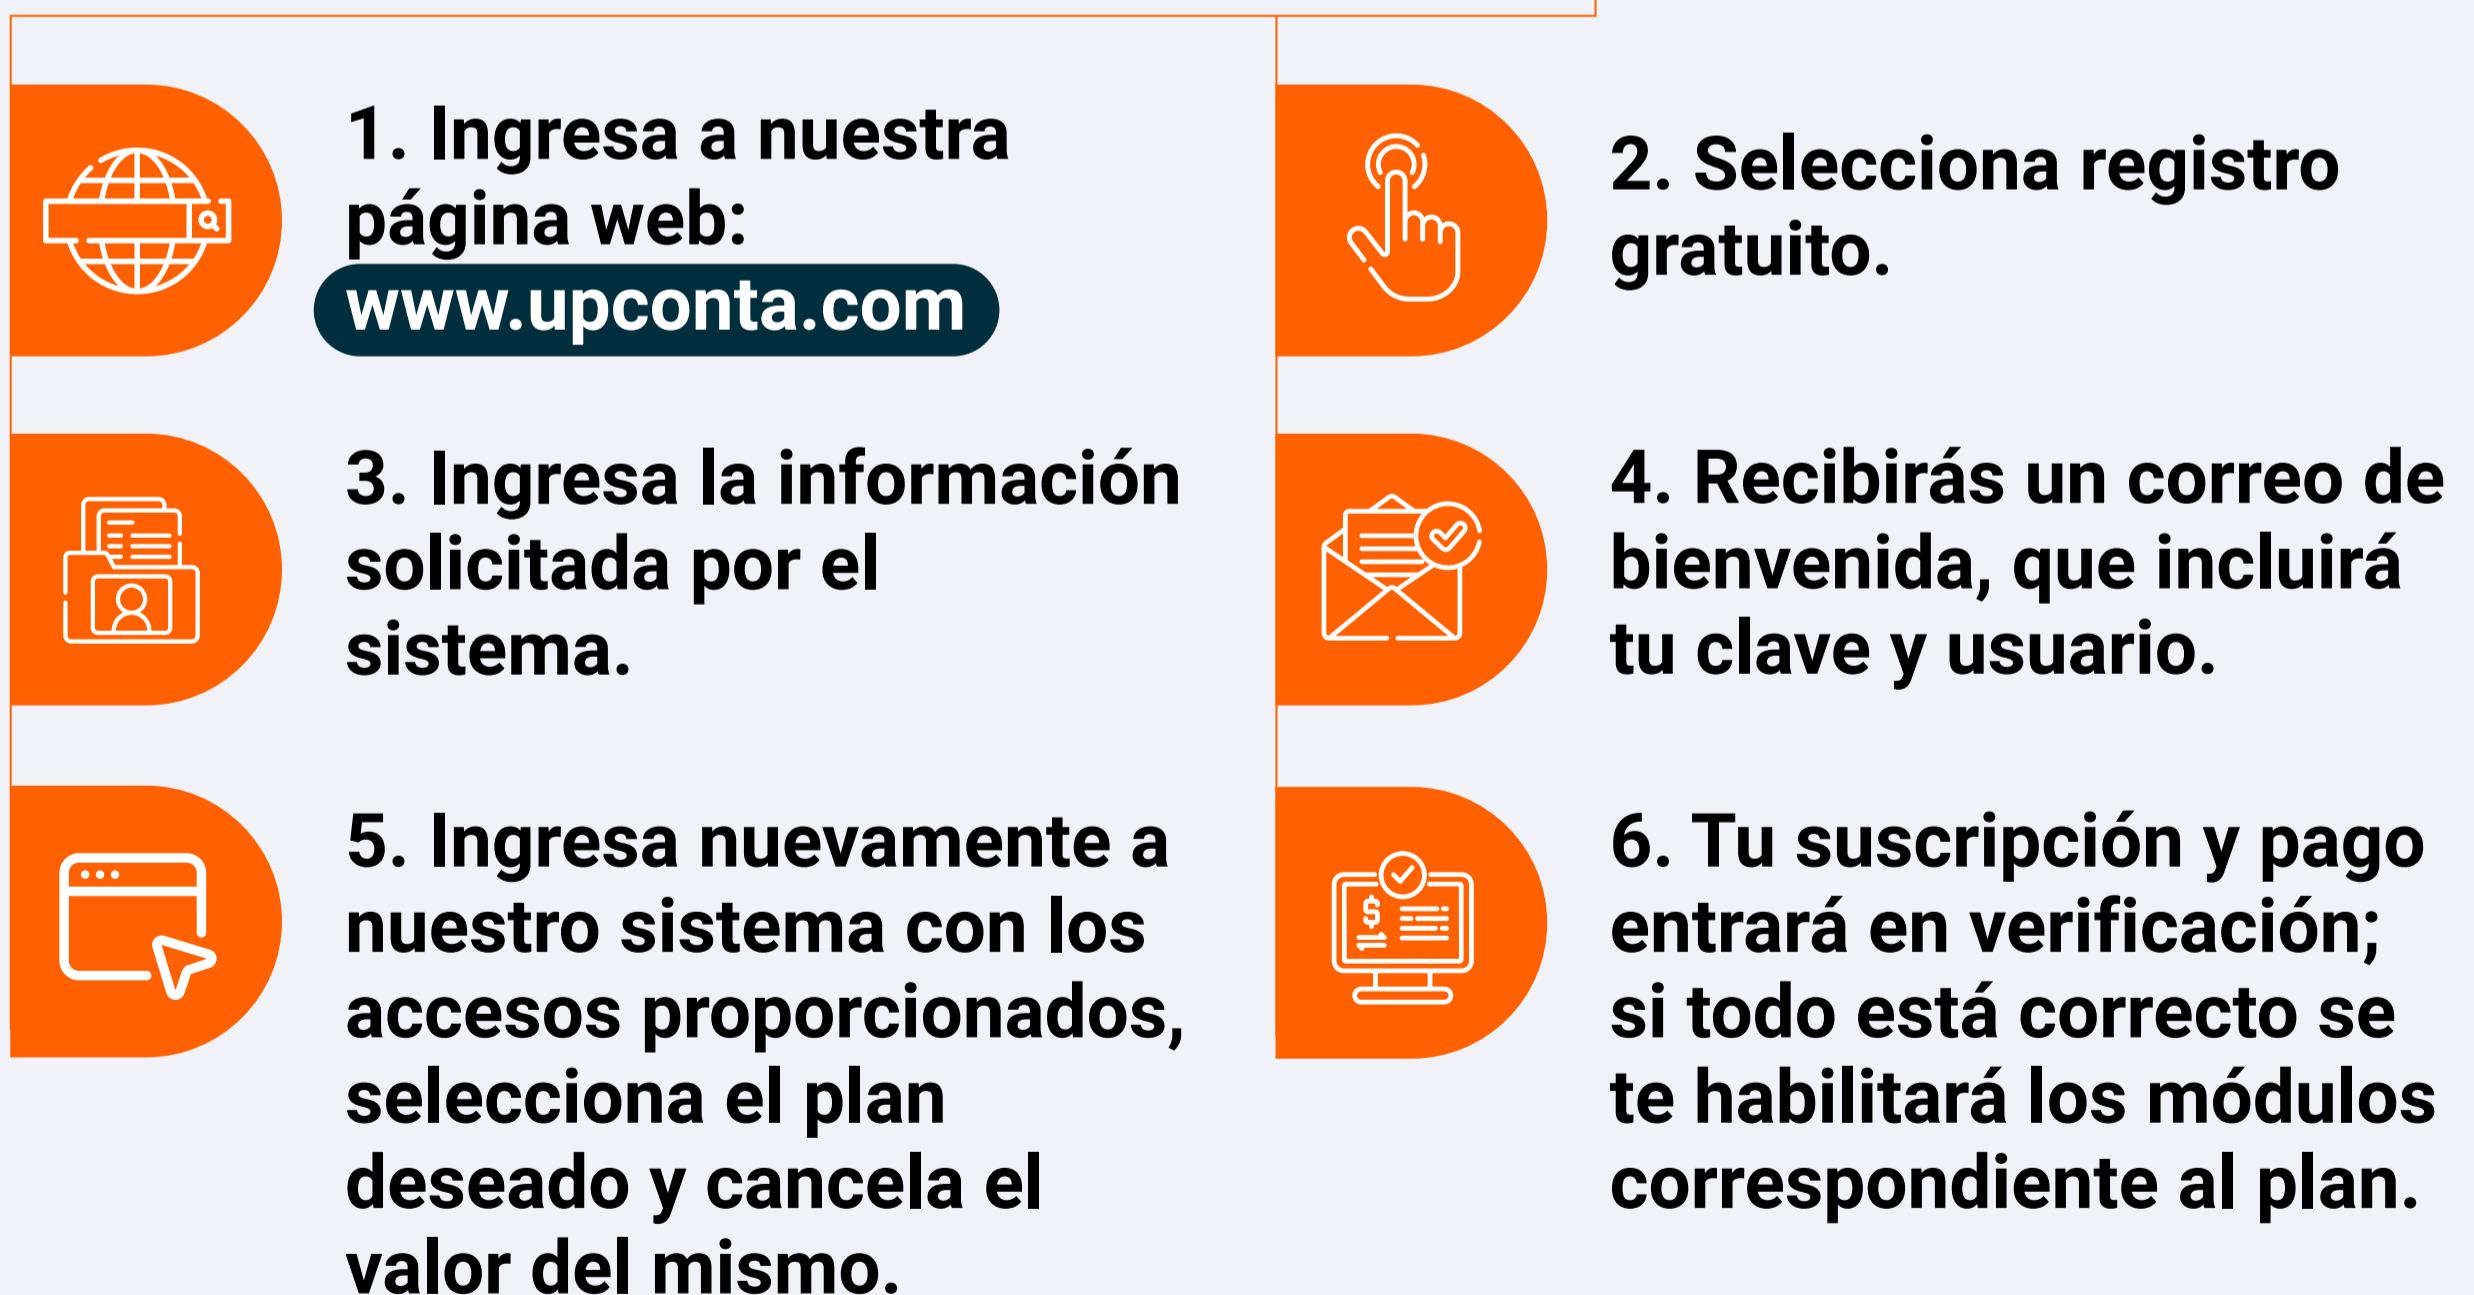 1. Ingresa a nuestra
página web:
www.upconta.com
2. Selecciona registro
gratuito.
3. Ingresa la información
solicitada por el
sistema.
4. Recibirás un correo de
bienvenida, que incluirá
tu clave y usuario.
5. Ingresa nuevamente a
nuestro sistema con los
accesos proporcionados,
selecciona el plan
deseado y cancela el
valor del mismo.
6. Tu suscripción y pago
entrará en verificación;
si todo está correcto se
te habilitará los módulos
correspondiente al plan.